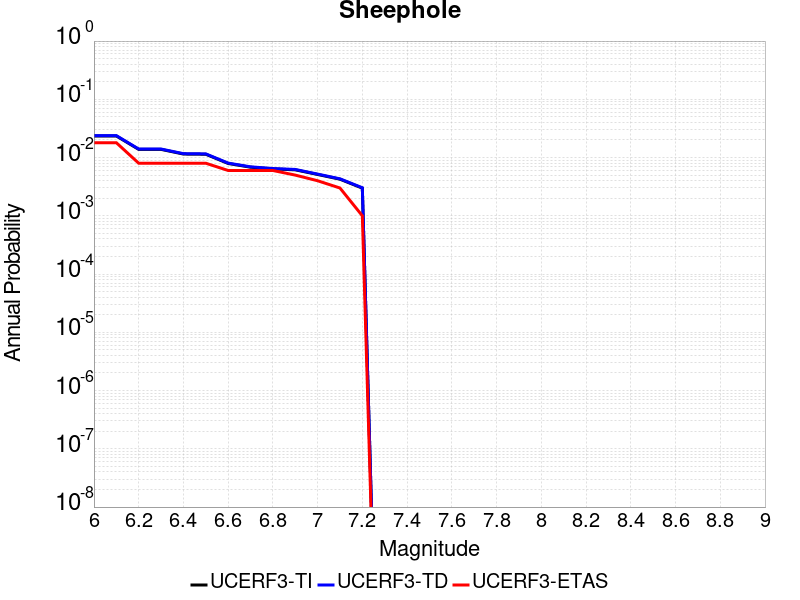 Sheephole
10 0
10 -1
10 -2
10 -3
10 -4
10 -5
10 -6
10 -7
10 -8
Annual Probability
6 6.2 6.4 6.6 6.8 7 7.2 7.4 7.6 7.8 8 8.2 8.4 8.6 8.8 9
Magnitude
UCERF3-TI UCERF3-TD UCERF3-ETAS